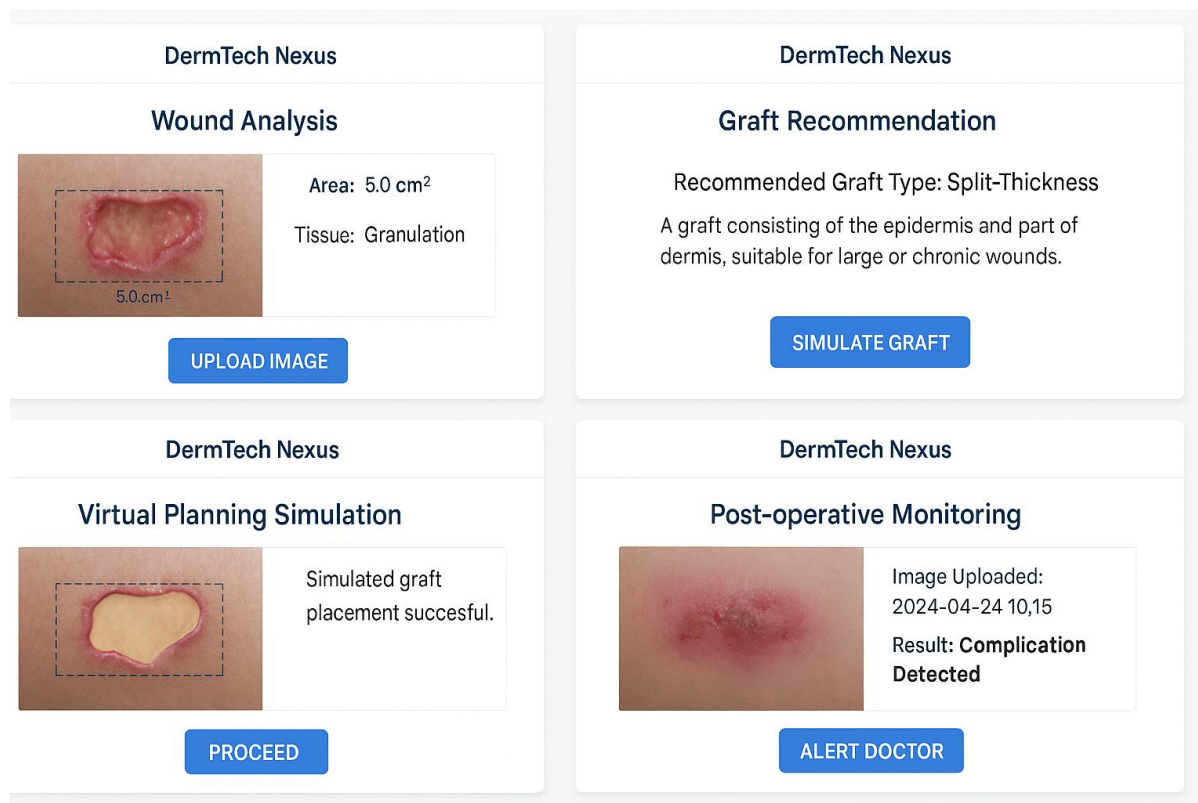 DermTech Nexus
Wound Analysis
Area: 5.0 cm²
Tissue: Granulation
5.0.cm¹
UPLOAD IMAGE
DermTech Nexus
Graft Recommendation
Recommended Graft Type: Split-Thickness
A graft consisting of the epidermis and part of
dermis, suitable for large or chronic wounds.
SIMULATE GRAFT
DermTech Nexus
Virtual Planning Simulation
Simulated graft
placement succesful.
PROCEED
DermTech Nexus
Post-operative Monitoring
Image Uploaded:
2024-04-24 10,15
Result: Complication
Detected
ALERT DOCTOR